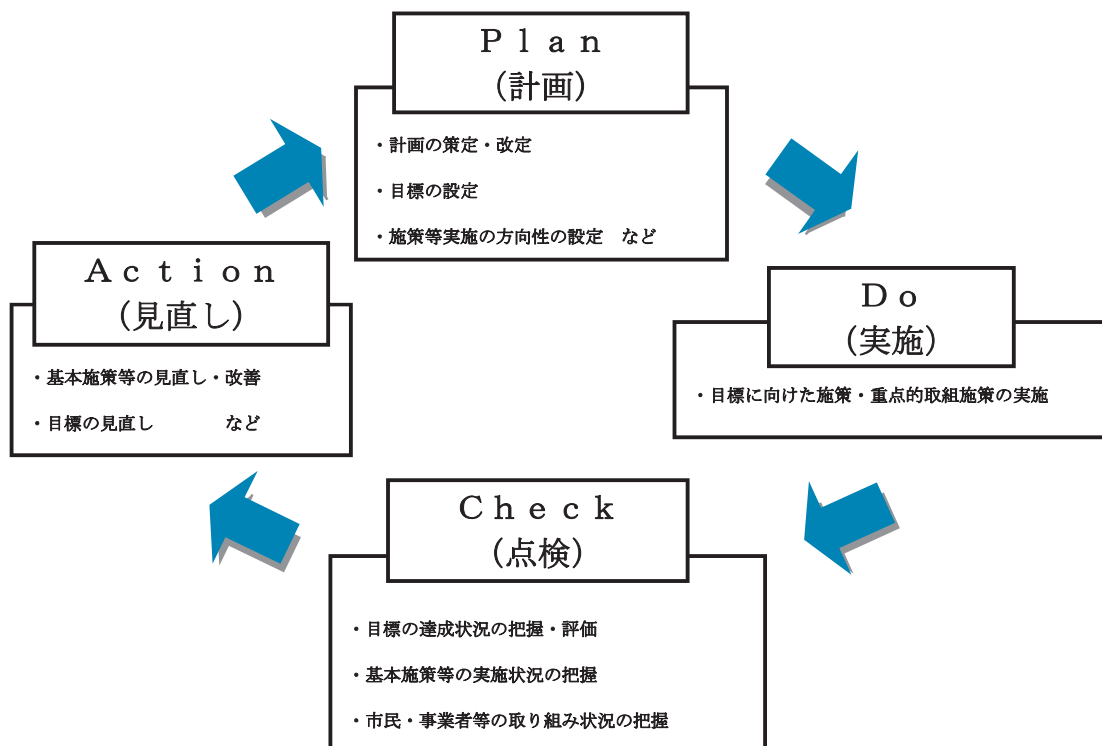 Ｐｌａｎ
（計画）
・計画の策定・改定
・目標の設定
・施策等実施の方向性の設定　など
Ｄｏ
（実施）
・目標に向けた施策・重点的取組施策の実施
Ｃｈｅｃｋ
（点検）
・目標の達成状況の把握・評価
・基本施策等の実施状況の把握
・市民・事業者等の取り組み状況の把握
Ａｃｔｉｏｎ
（見直し）
・基本施策等の見直し・改善
・目標の見直し　　　　など